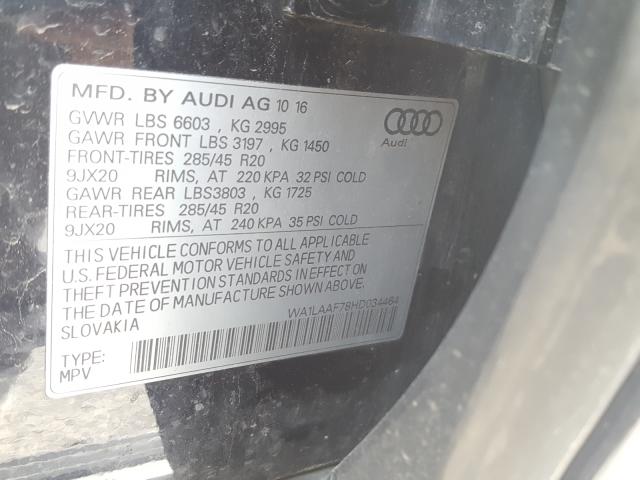 MFD. BY AUDI AG 10 16
GVWR LBS 6603 , KG 2995
GAWR FRONT LBS 3197 , KG 1450
FRONT-TIRES 285/45 R20
9JX20 RIMS, AT 220 KPA 32 PSI COLD
GAWR REAR LBS3803 , KG 1725
REAR-TIRES 285/45 R20
9JX20 RIMS, AT 240 KPA 35 PSI COLD
THIS VEHICLE CONFORMS TO ALL APPLICABLE
U.S. FEDERAL MOTOR VEHICLE SAFETY AND
THEFT PREVENTION STANDARDS IN EFFECT ON
THE DATE OF MANUFACTURE SHOWN ABOVE.
SLOVAKIA
WA1LAAF78HD034464
TYPE:
MPV
Audi